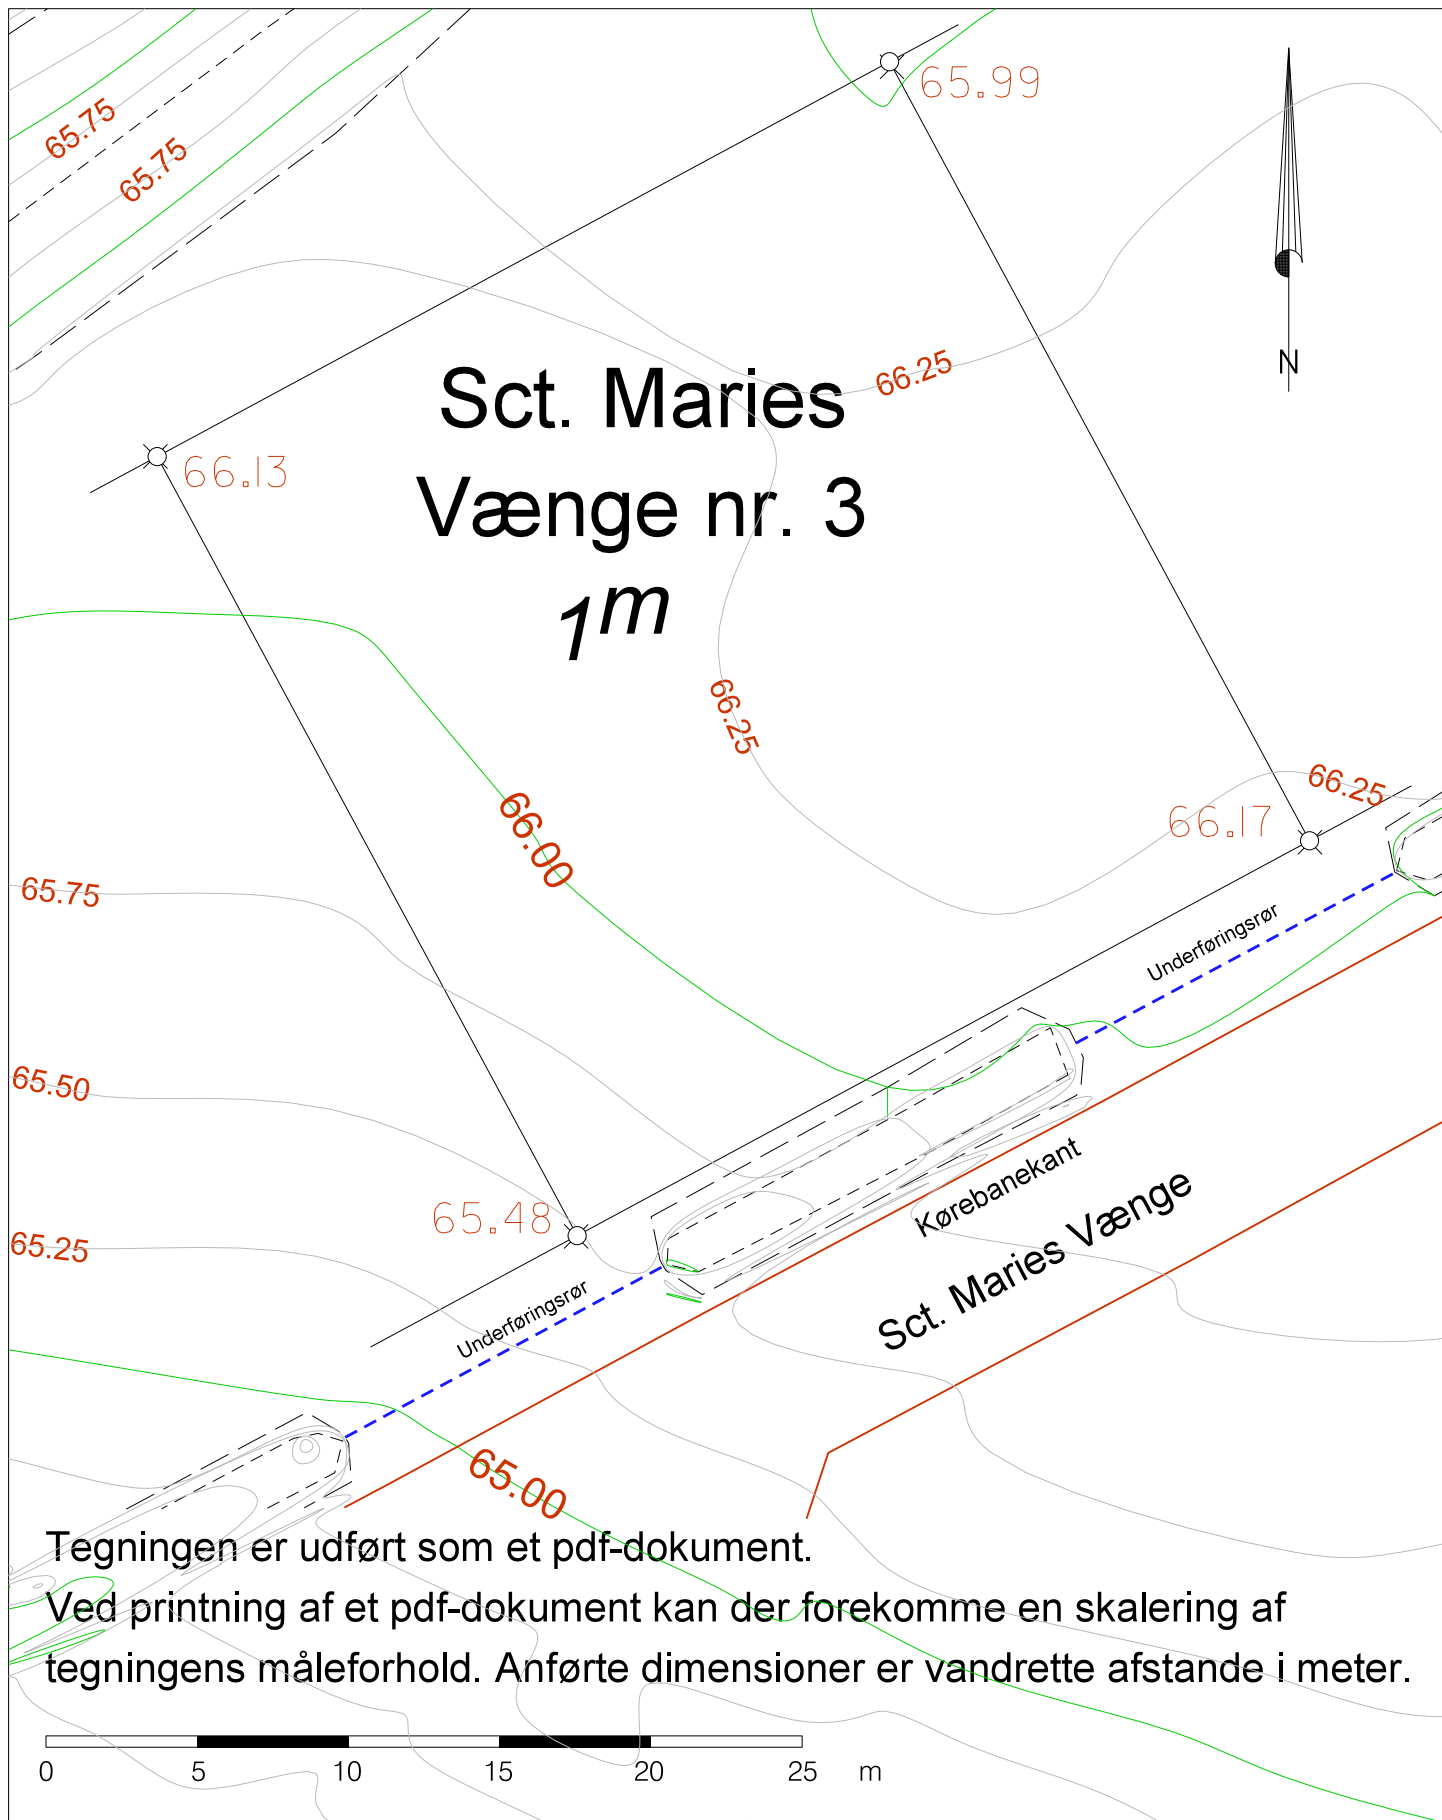 65.99
65.75
65.75
N
66.25
Sct. Maries
66.13
Vænge nr. 3
1m
66.25
66.25
66.17
66.00
65.75
Underføringsrør
65.50
Kørebanekant
Sct. Maries Vænge
65.48
65.25
Underføringsrør
65.00
Tegningen er udført som et pdf-dokument.
Ved printning af et pdf-dokument kan der forekomme en skalering af
tegningens måleforhold. Anførte dimensioner er vandrette afstande i meter.
0 5 10 15 20 25 m